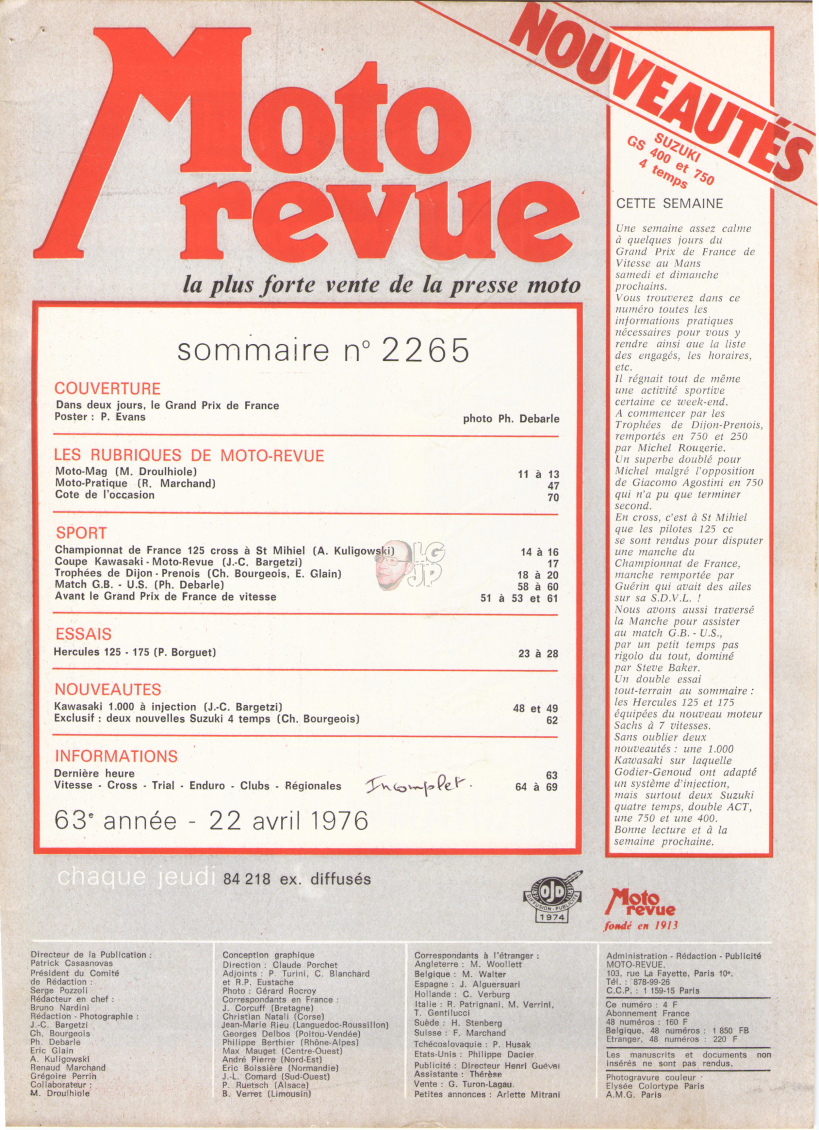 Moto
revue
la plus forte vente de la presse moto
NOUVEAUTÉS
SUZUKI
GS 400 et 750
4 temps
CETTE SEMAINE
Une semaine assez calme
à quelques jours du
Grand Prix de France de
Vitesse au Mans
samedi et dimanche
prochains.
Vous trouverez dans ce
numéro toutes les
informations pratiques
nécessaires pour vous y
rendre ainsi que la liste
des engagés, les horaires,
etc.
Il régnait tout de même
une activité sportive
certaine ce week-end.
A commencer par les
Trophées de Dijon-Prenois,
remportés en 750 et 250
par Michel Rougerie.
Un superbe doublé pour
Michel malgré l'opposition
de Giacomo Agostini en 750
qui n'a pu que terminer
second.
En cross, c'est à St Mihiel
que les pilotes 125 cc
se sont rendus pour disputer
une manche du
Championnat de France,
manche remportée par
Guérin qui avait des ailes
sur sa S.D.V.L. !
Nous avons aussi traversé
la Manche pour assister
au match G.B. - U.S.,
par un petit temps pas
rigolo du tout, dominé
par Steve Baker.
Un double essai
tout-terrain au sommaire :
les Hercules 125 et 175
équipées du nouveau moteur
Sachs à 7 vitesses.
Sans oublier deux
nouveautés : une 1.000
Kawasaki sur laquelle
Godier-Genoud ont adapté
un système d'injection,
mais surtout deux Suzuki
quatre temps, double ACT,
une 750 et une 400.
Bonne lecture et à la
semaine prochaine.
sommaire n° 2265
COUVERTURE
Dans deux jours, le Grand Prix de France
Poster : P. Evans photo Ph. Debarle
LES RUBRIQUES DE MOTO-REVUE
Moto-Mag (M. Droulhiole) 11 à 13
Moto-Pratique (R. Marchand) 47
Cote de l'occasion 70
SPORT
Championnat de France 125 cross à St Mihiel (A. Kuligowski) 14 à 16
Coupe Kawasaki - Moto-Revue (J.-C. Bargetzi) 17
Trophées de Dijon - Prenois (Ch. Bourgeois, E. Glain) 18 à 20
Match G.B. - U.S. (Ph. Debarle) 58 à 60
Avant le Grand Prix de France de vitesse 51 à 53 et 61
LG
JP
ESSAIS
Hercules 125 - 175 (P. Borguet) 23 à 28
NOUVEAUTES
Kawasaki 1.000 à injection (J.-C. Bargetzi) 48 et 49
Exclusif : deux nouvelles Suzuki 4 temps (Ch. Bourgeois) 62
INFORMATIONS
Dernière heure 63
Vitesse - Cross - Trial - Enduro - Clubs - Régionales Incomplet. 64 à 69
63e année - 22 avril 1976
chaque jeudi 84 218 ex. diffusés
OJD
DIFFUSION - PUBLICITÉ
1974
Moto
revue
fondé en 1913
Directeur de la Publication :
Patrick Casasnovas
Président du Comité
de Rédaction :
Serge Pozzoli
Rédacteur en chef :
Bruno Nardini
Rédaction - Photographie :
J.-C. Bargetzi
Ch. Bourgeois
Ph. Debarle
Eric Glain
A. Kuligowski
Renaud Marchand
Grégoire Perrin
Collaborateur :
M. Droulhiole
Conception graphique
Direction : Claude Porchet
Adjoints : P. Turini, C. Blanchard
et R.P. Eustache
Photo : Gérard Rocroy
Correspondants en France :
J. Corcuff (Bretagne)
Christian Natali (Corse)
Jean-Marie Rieu (Languedoc-Roussillon)
Georges Delbos (Poitou-Vendée)
Philippe Berthier (Rhône-Alpes)
Max Mauget (Centre-Ouest)
André Pierre (Nord-Est)
Eric Boissière (Normandie)
J.-L. Comard (Sud-Ouest)
P. Ruetsch (Alsace)
B. Verret (Limousin)
Correspondants à l'étranger :
Angleterre : M. Woollett
Belgique : M. Walter
Espagne : J. Alguersuari
Hollande : C. Verburg
Italie : R. Patrignani, M. Verrini,
T. Gentilucci
Suède : H. Stenberg
Suisse : F. Marchand
Tchécoslovaquie : P. Husak
Etats-Unis : Philippe Dacier
Publicité : Directeur Henri Guével
Assistante : Thérèse
Vente : G. Turon-Lagau.
Petites annonces : Arlette Mitrani
Administration - Rédaction - Publicité
MOTO-REVUE.
103, rue La Fayette, Paris 10e.
Tél. : 878-99-26
C.C.P. : 1 159-15 Paris
Ce numéro : 4 F
Abonnement France
48 numéros : 160 F
Belgique, 48 numéros : 1 850 FB
Etranger, 48 numéros : 220 F
Les manuscrits et documents non
insérés ne sont pas rendus.
Photogravure couleur
Elysée Colortype Paris
A.M.G. Paris